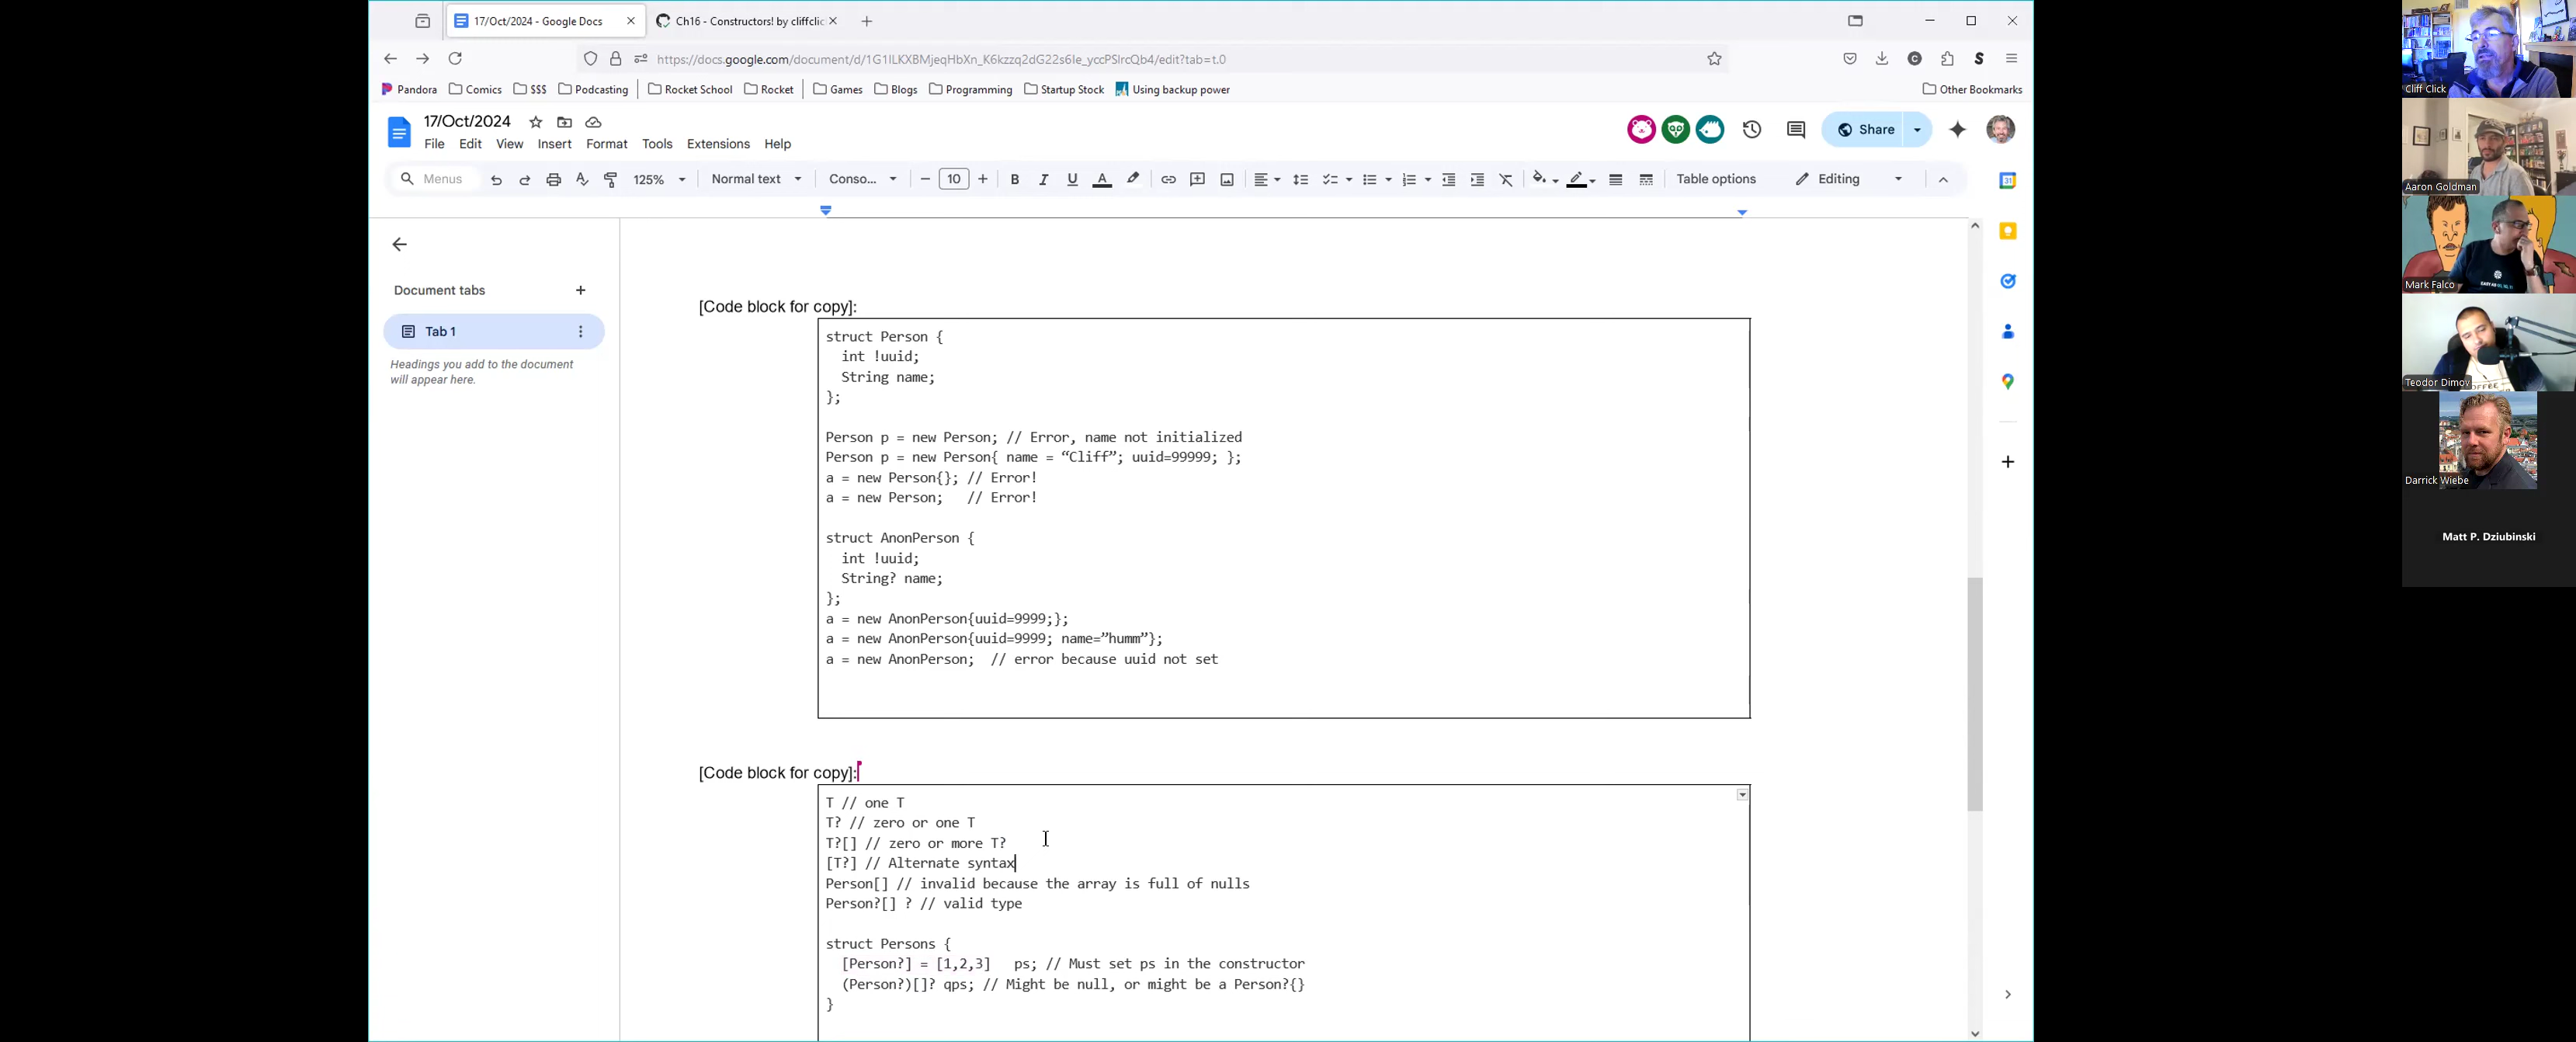 17/Oct/2024 - Google Docs
Ch16 - Constructors! by cliffclic
https://docs.google.com/document/d/1G1ILKXBMjeqHbXn_K6kzzq2dG22s6Ie_yccPSIrcQb4/edit?tab=t.0
Pandora Comics $$$ Podcasting Rocket School Rocket Games Blogs Programming Startup Stock Using backup power Other Bookmarks
17/Oct/2024
Share
File Edit View Insert Format Tools Extensions Help
Menus 125% Normal text Conso... 10 Table options Editing
Document tabs
Tab 1
Headings you add to the document
will appear here.
[Code block for copy]:
struct Person {
int !uuid;
String name;
};
Person p = new Person; // Error, name not initialized
Person p = new Person{ name = “Cliff”; uuid=99999; };
a = new Person{}; // Error!
a = new Person; // Error!
struct AnonPerson {
int !uuid;
String? name;
};
a = new AnonPerson{uuid=9999;};
a = new AnonPerson{uuid=9999; name=”humm”};
a = new AnonPerson; // error because uuid not set
[Code block for copy]:
T // one T
T? // zero or one T
T?[] // zero or more T?
[T?] // Alternate syntax
Person[] // invalid because the array is full of nulls
Person?[] ? // valid type
struct Persons {
[Person?] = [1,2,3] ps; // Must set ps in the constructor
(Person?)[]? qps; // Might be null, or might be a Person?{}
}
Cliff Click
Aaron Goldman
Mark Falco
Teodor Dimov
Darrick Wiebe
Matt P. Dziubinski